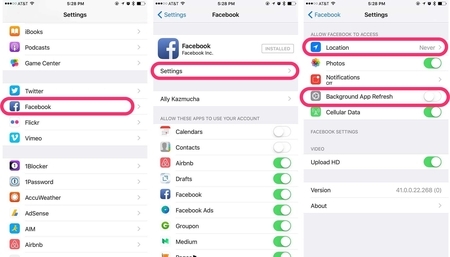 AT&T 5:28 PM
Settings
iBooks
Podcasts
Game Center
Twitter
Facebook
Flickr
Vimeo
1Blocker
1Password
AccuWeather
AdSense
AIM
Airbnb
AT&T 5:28 PM
Settings Facebook
Facebook
Facebook Inc.
INSTALLED
Settings
Ally Kazmucha
ALLOW THESE APPS TO USE YOUR ACCOUNT
Calendars
Contacts
Airbnb
Drafts
Facebook
Facebook Ads
Groupon
Medium
AT&T 5:28 PM
Facebook Settings
ALLOW FACEBOOK TO ACCESS
Location Never
Photos
Notifications
Off
Background App Refresh
Cellular Data
FACEBOOK SETTINGS
VIDEO
Upload HD
Version 41.0.0.22.268 (0)
About